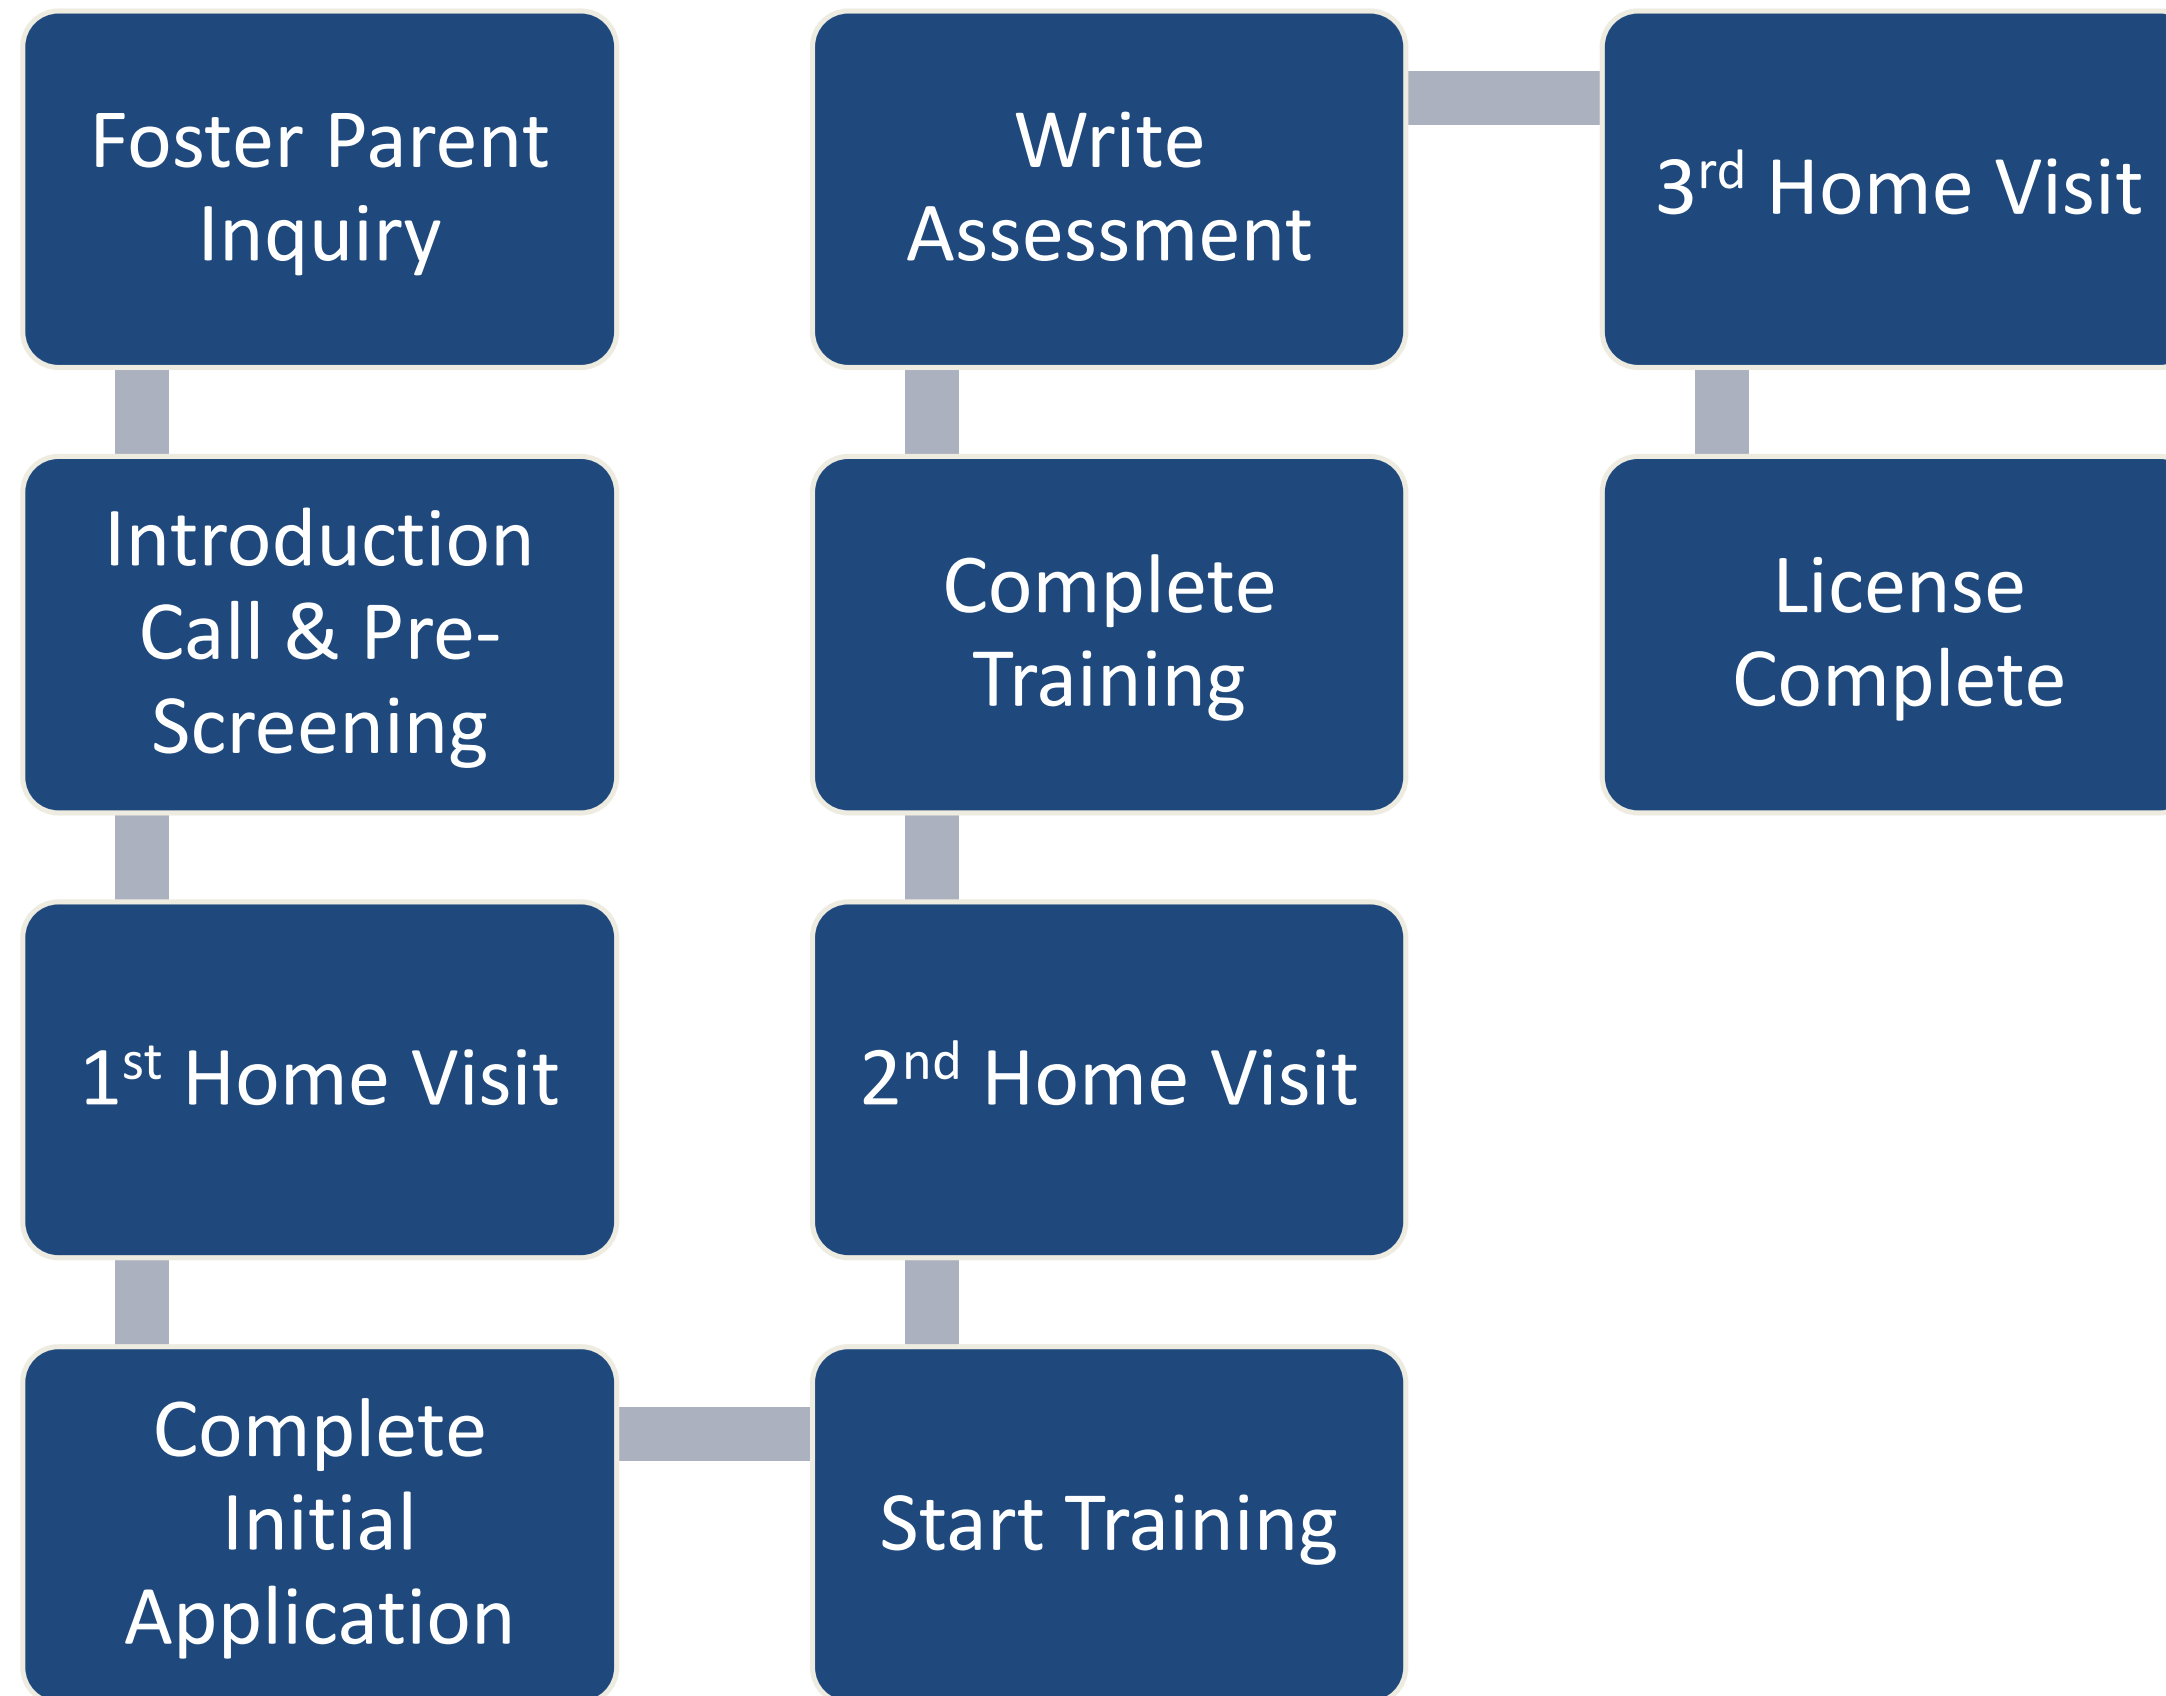 Foster Parent
Inquiry
Introduction
Call & Pre-
Screening
1st Home Visit
Complete
Initial
Application
Start Training
2nd Home Visit
Complete
Training
Write
Assessment
3rd Home Visit
License
Complete